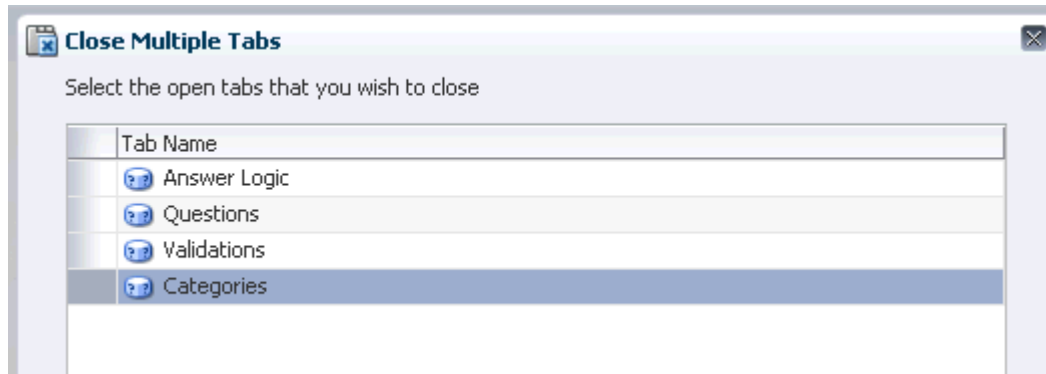 Close Multiple Tabs
Select the open tabs that you wish to close
Tab Name
Answer Logic
Questions
Validations
Categories